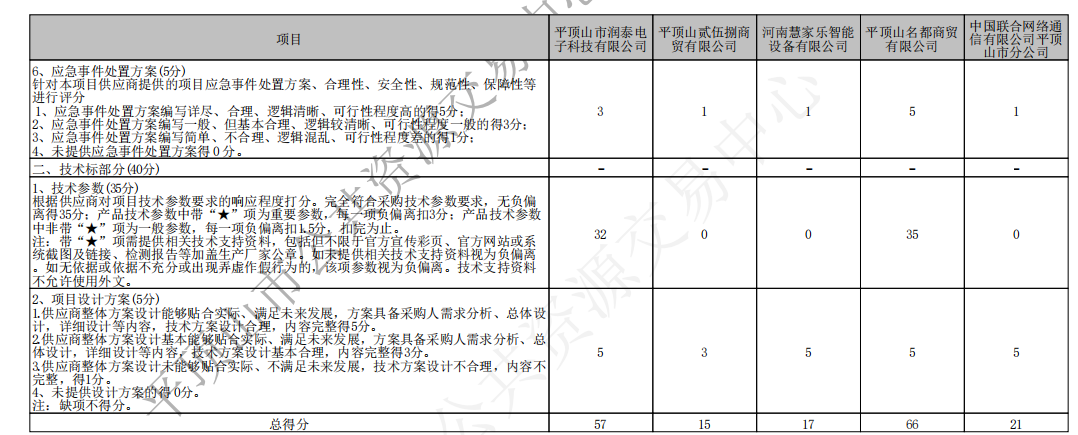 项目
平顶山市润泰电
子科技有限公司
平顶山贰伍捌商
贸有限公司
河南慧家乐智能
设备有限公司
平顶山名都商贸
有限公司
中国联合网络通
信有限公司平顶
山市分公司
6、应急事件处置方案(5分)
针对本项目供应商提供的项目应急事件处置方案、合理性、安全性、规范性、保障性等
进行评分
1、应急事件处置方案编写详尽、合理、逻辑清晰、可行性程度高的得5分;
2、应急事件处置方案编写一般、但基本合理、逻辑较清晰、可行性程度一般的得3分;
3、应急事件处置方案编写简单、不合理、逻辑混乱、可行性程度差的得1分;
4、未提供应急事件处置方案得0分。
3 1 1 5 1
二、技术标部分(40分)
- - - - -
1、技术参数(35分)
根据供应商对项目技术参数要求的响应程度打分。完全符合采购技术参数要求，无负偏
离得35分；产品技术参数中带“★”项为重要参数，每一项负偏离扣3分；产品技术参数
中非带“★”项为一般参数，每一项负偏离扣1.5分，扣完为止。
注：带“★”项需提供相关技术支持资料，包括但不限于官方宣传彩页、官方网站或系
统截图及链接、检测报告等加盖生产厂家公章。如未提供相关技术支持资料视为负偏离
。如无依据或依据不充分或出现弄虚作假行为的，该项参数视为负偏离。技术支持资料
不允许使用外文。
32 0 0 35 0
2、项目设计方案(5分)
1.供应商整体方案设计能够贴合实际、满足未来发展，方案具备采购人需求分析、总体设
计，详细设计等内容，技术方案设计合理，内容完整得5分。
2.供应商整体方案设计基本能够贴合实际、满足未来发展，方案具备采购人需求分析、总
体设计，详细设计等内容，技术方案设计基本合理，内容完整得3分。
3.供应商整体方案设计未能够贴合实际、不满足未来发展，技术方案设计不合理，内容不
完整，得1分。
4、未提供设计方案的得0分。
注：缺项不得分。
5 3 5 5 5
总得分 57 15 17 66 21
平顶山市公共资源交易中心
公共资源交易中心